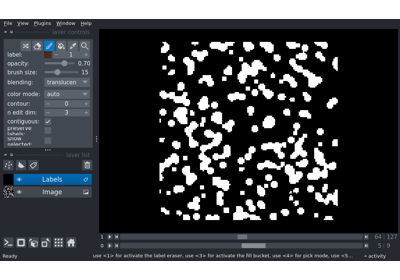 File View Plugins Window Help
layer controls
label: 1
opacity: 0.70
brush size: 15
blending: translucen
color mode: auto
contour: 0
n edit dim: 3
contiguous:
preserve labels:
show selected:
layer list
Labels
Image
1 64 127
0 5 9
Ready use <1> for activate the label eraser, use <3> for activate the fill bucket, use <4> for pick mode, use <5... activity